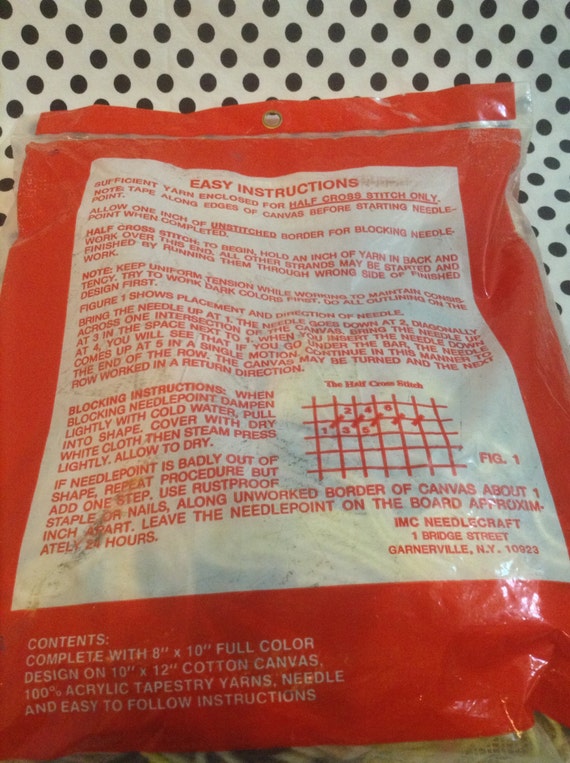 EASY INSTRUCTIONS
SUFFICIENT YARN ENCLOSED FOR HALF CROSS STITCH ONLY.
NOTE: TAPE ALONG EDGES OF CANVAS BEFORE STARTING NEEDLE-
POINT.
ALLOW ONE INCH OF UNSTITCHED BORDER FOR BLOCKING NEEDLE-
POINT WHEN COMPLETED.
HALF CROSS STITCH: TO BEGIN, HOLD AN INCH OF YARN IN BACK AND
WORK OVER THIS END. ALL OTHER STRANDS MAY BE STARTED AND
FINISHED BY RUNNING THEM THROUGH WRONG SIDE OF FINISHED
WORK.
NOTE: KEEP UNIFORM TENSION WHILE WORKING TO MAINTAIN CONSIS-
TENCY. TRY TO WORK DARK COLORS FIRST. DO ALL OUTLINING ON THE
DESIGN FIRST.
FIGURE 1 SHOWS PLACEMENT AND DIRECTION OF NEEDLE.
BRING THE NEEDLE UP AT 1, THE NEEDLE GOES DOWN AT 2, DIAGONALLY
ACROSS ONE INTERSECTION OF THE CANVAS. BRING THE NEEDLE UP
AT 3 IN THE SPACE NEXT TO 1. WHEN YOU INSERT THE NEEDLE DOWN
AT 4, YOU WILL SEE THAT IF YOU GO UNDER THE BAR, THE NEEDLE
COMES UP AT 5 IN A SINGLE MOTION. CONTINUE IN THIS MANNER TO
THE END OF THE ROW. THE CANVAS MAY BE TURNED AND THE NEXT
ROW WORKED IN A RETURN DIRECTION.
BLOCKING INSTRUCTIONS: WHEN
BLOCKING NEEDLEPOINT DAMPEN
LIGHTLY WITH COLD WATER, PULL
INTO SHAPE. COVER WITH DRY
WHITE CLOTH THEN STEAM PRESS
LIGHTLY. ALLOW TO DRY.
The Half Cross Stitch
2 4 6
1 3 5
FIG. 1
IF NEEDLEPOINT IS BADLY OUT OF
SHAPE, REPEAT PROCEDURE BUT
ADD ONE STEP. USE RUSTPROOF
STAPLE OR NAILS, ALONG UNWORKED BORDER OF CANVAS ABOUT 1
INCH APART. LEAVE THE NEEDLEPOINT ON THE BOARD APPROXIM-
ATELY 24 HOURS.
IMC NEEDLECRAFT
1 BRIDGE STREET
GARNERVILLE, N.Y. 10923
CONTENTS:
COMPLETE WITH 8" x 10" FULL COLOR
DESIGN ON 10" x 12" COTTON CANVAS,
100% ACRYLIC TAPESTRY YARNS, NEEDLE
AND EASY TO FOLLOW INSTRUCTIONS